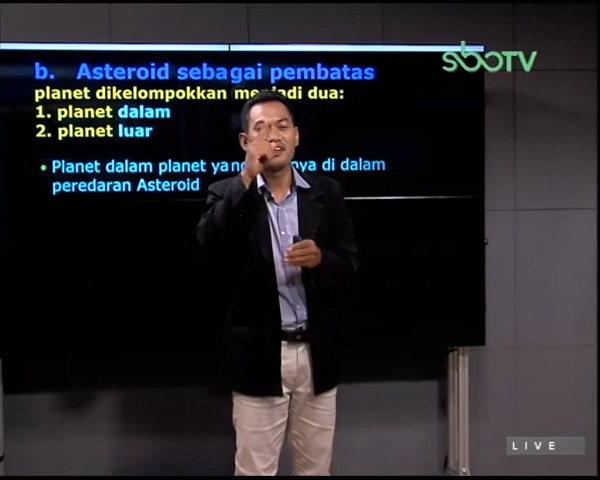 sboTV
b. Asteroid sebagai pembatas
planet dikelompokkan menjadi dua:
1. planet dalam
2. planet luar
• Planet dalam planet di dalam
peredaran Asteroid
LIVE